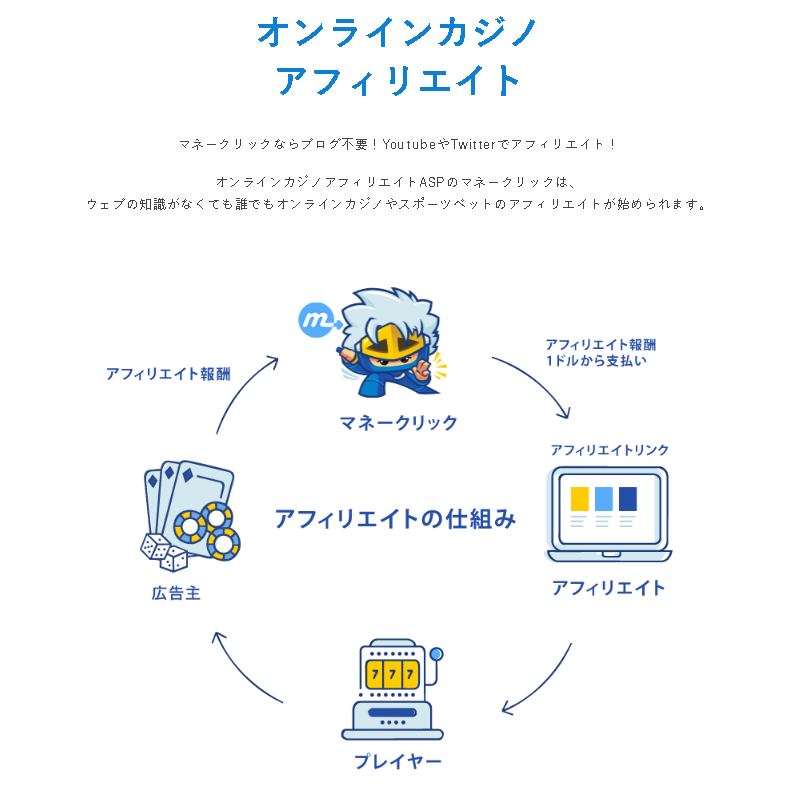 オンラインカジノ
アフィリエイト
マネークリックならブログ不要！YoutubeやTwitterでアフィリエイト！
オンラインカジノアフィリエイトASPのマネークリックは、
ウェブの知識がなくても誰でもオンラインカジノやスポーツベットのアフィリエイトが始められます。
m
アフィリエイト報酬
1ドルから支払い
アフィリエイト報酬
マネークリック
アフィリエイトリンク
アフィリエイトの仕組み
アフィリエイト
広告主
7 7 7
プレイヤー